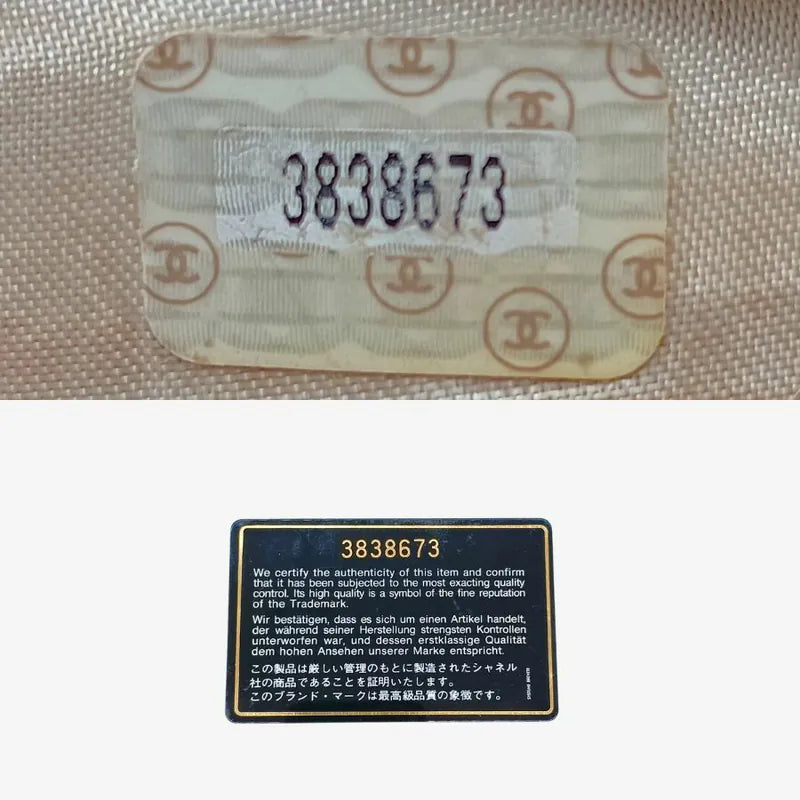 3838673
3838673
We certify the authenticity of this item and confirm
that it has been subjected to the most exacting quality
control. Its high quality is a symbol of the fine reputation
of the Trademark.
Wir bestätigen, dass es sich um einen Artikel handelt,
der während seiner Herstellung strengsten Kontrollen
unterworfen war, und dessen erstklassige Qualität
dem hohen Ansehen unserer Marke entspricht.
この製品は厳しい管理のもとに製造されたシャネル
社の商品であることを証明いたします。
このブランド・マークは最高級品質の象徴です。